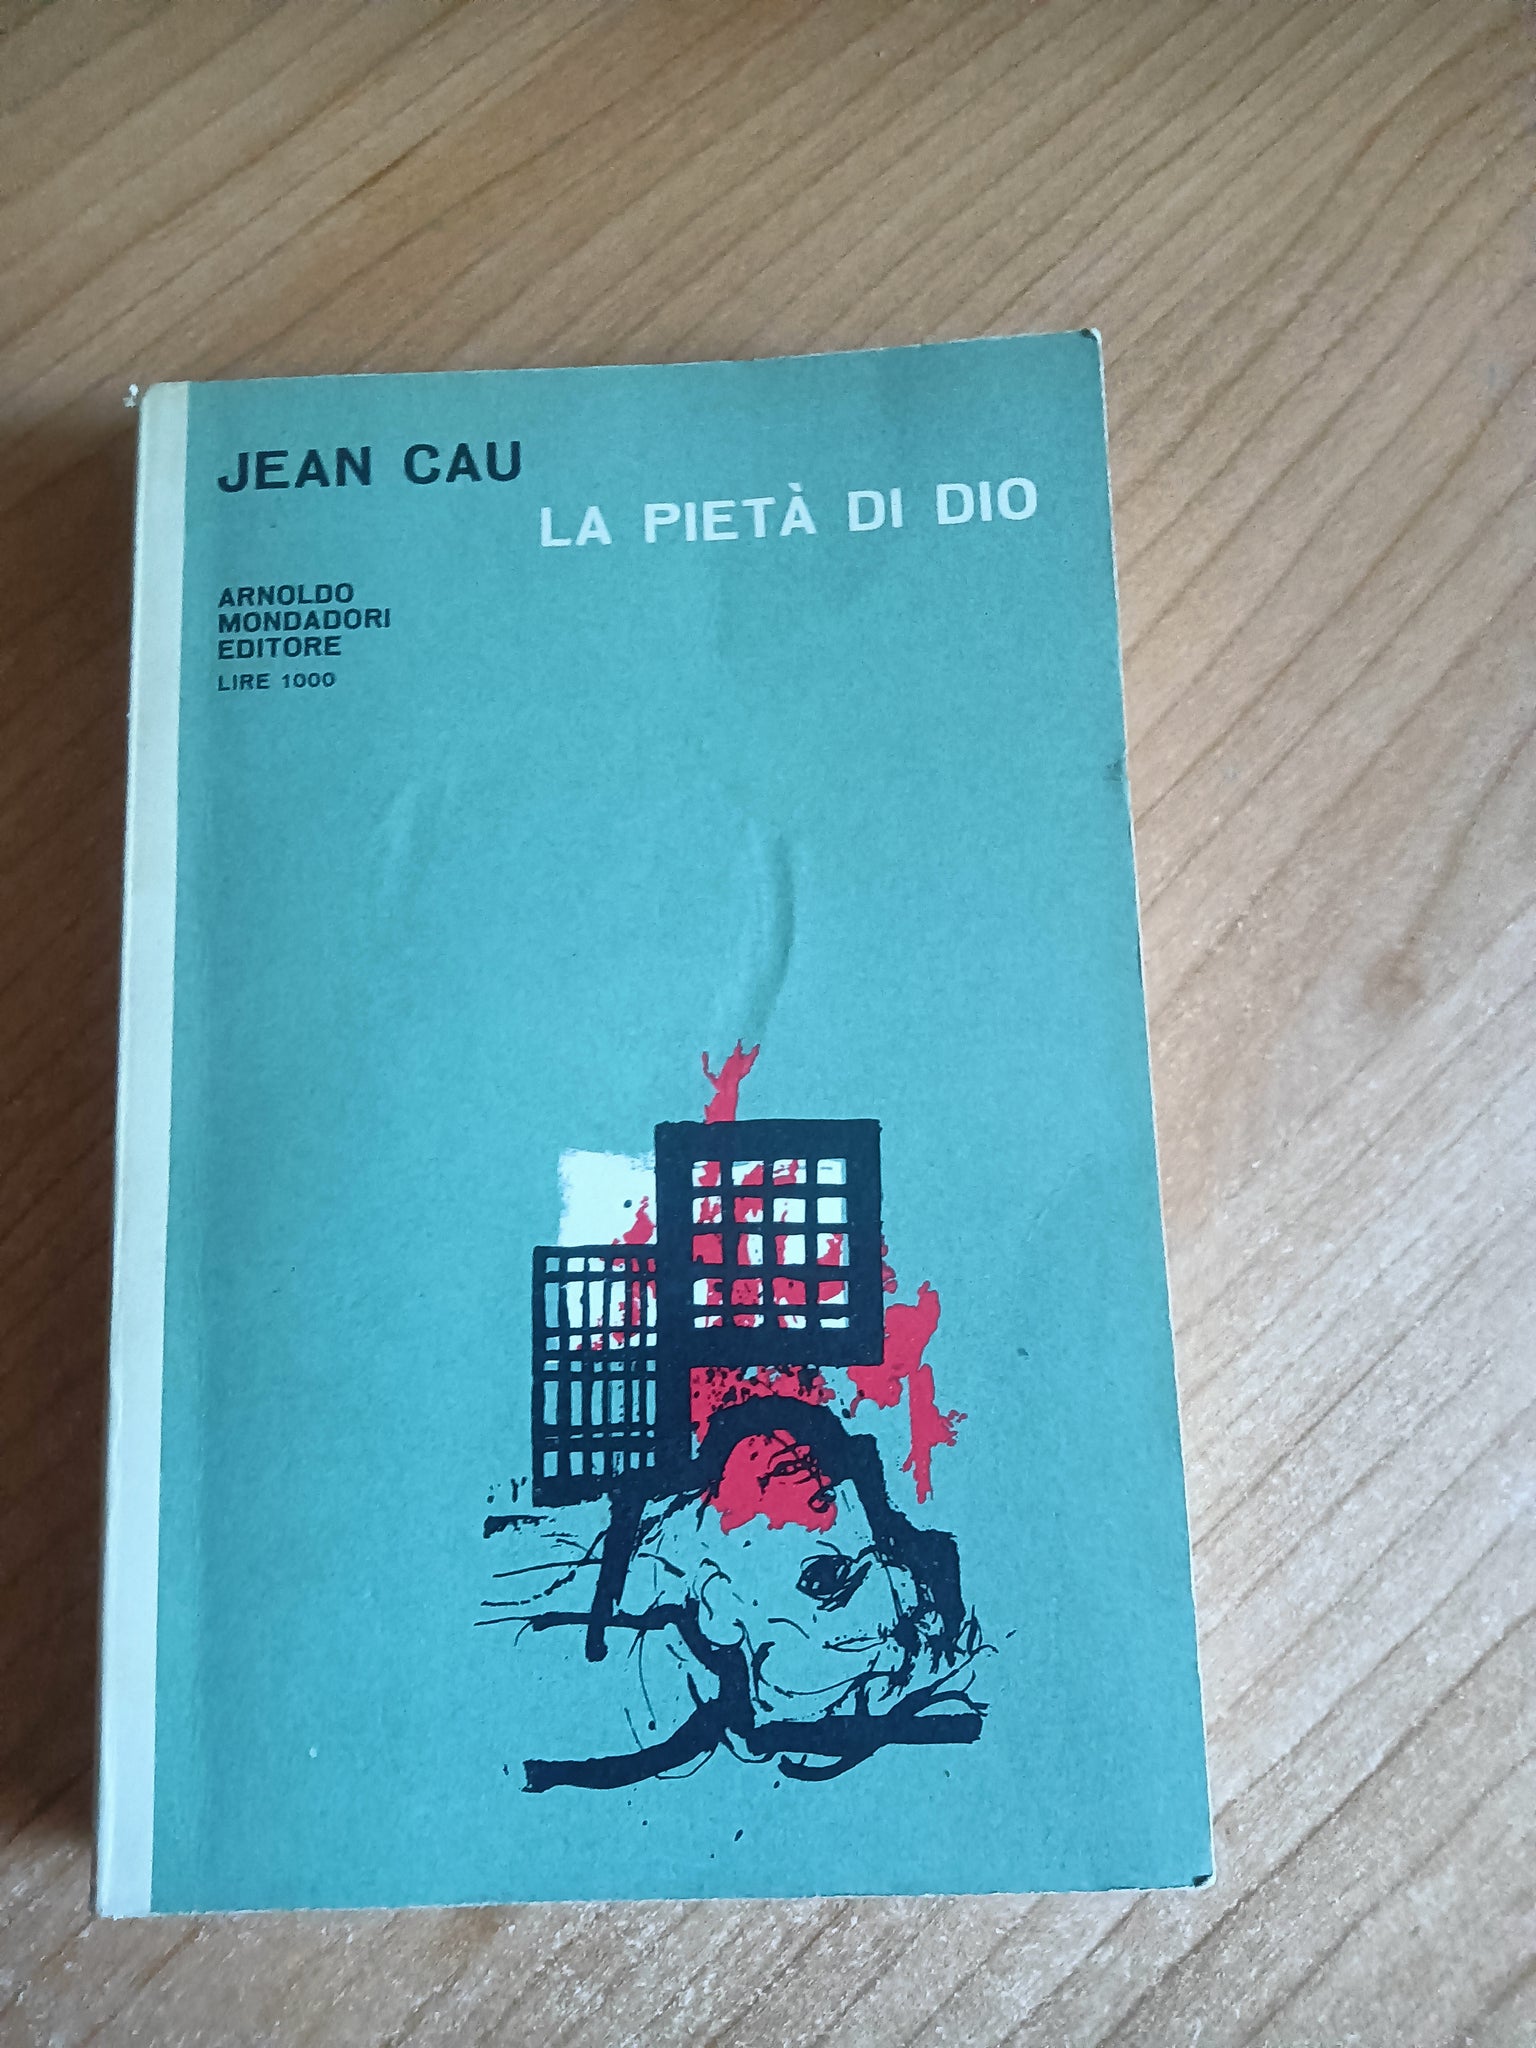 JEAN CAU
LA PIETÀ DI DIO
ARNOLDO
MONDADORI
EDITORE
LIRE 1000